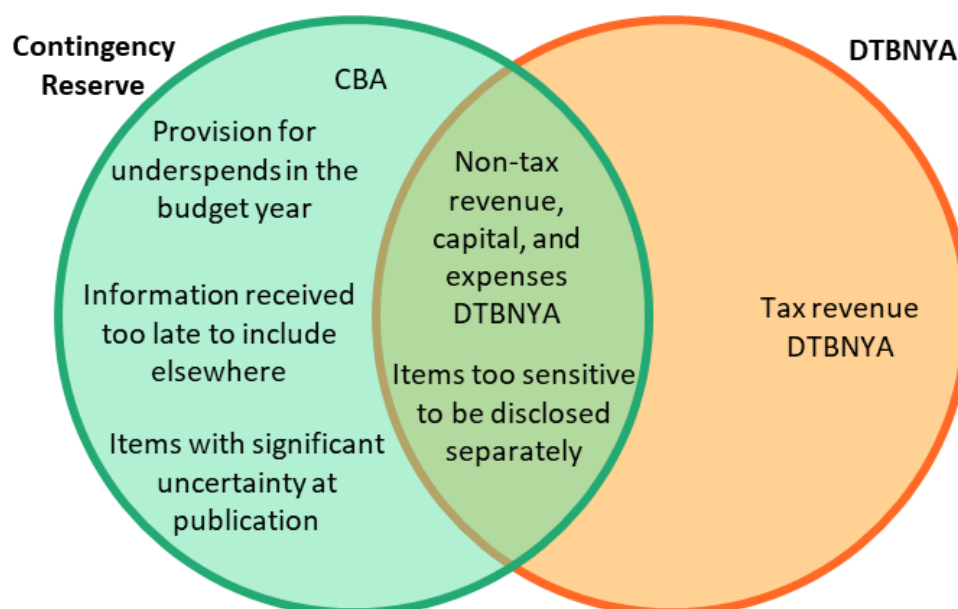 Contingency
Reserve
DTBNYA
CBA
Provision for
underspends in the
budget year
Information received
too late to include
elsewhere
Items with significant
uncertainty at
publication
Non-tax
revenue,
capital, and
expenses
DTBNYA
Items too sensitive
to be disclosed
separately
Tax revenue
DTBNYA